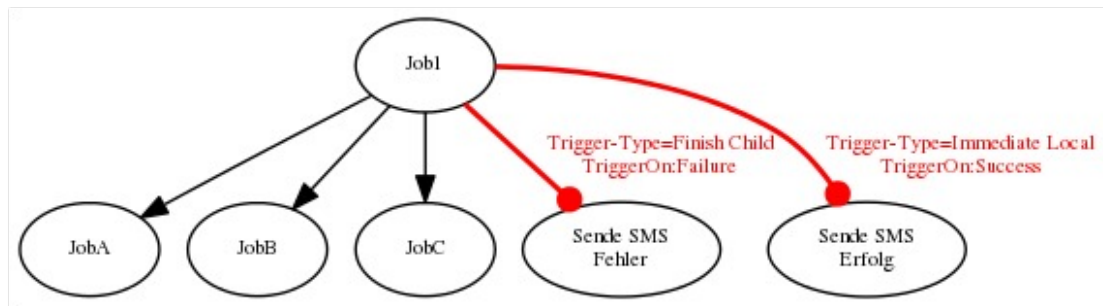 Job1
Trigger-Type=Finish Child
TriggerOn:Failure
Trigger-Type=Immediate Local
TriggerOn:Success
JobA
JobB
JobC
Sende SMS
Fehler
Sende SMS
Erfolg